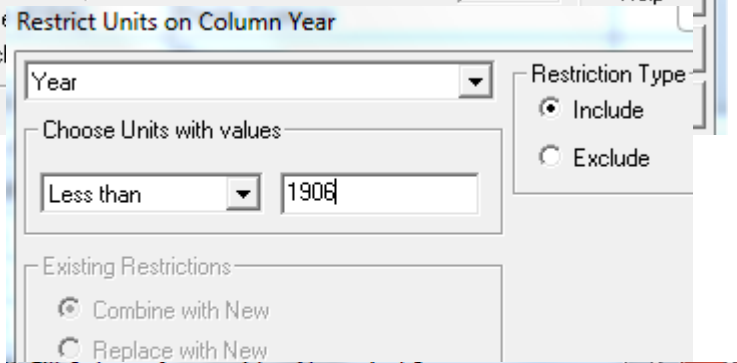 Restrict Units on Column Year
Year
Restriction Type
Include
Choose Units with values
Exclude
Less than 1906
Existing Restrictions
Combine with New
Replace with New